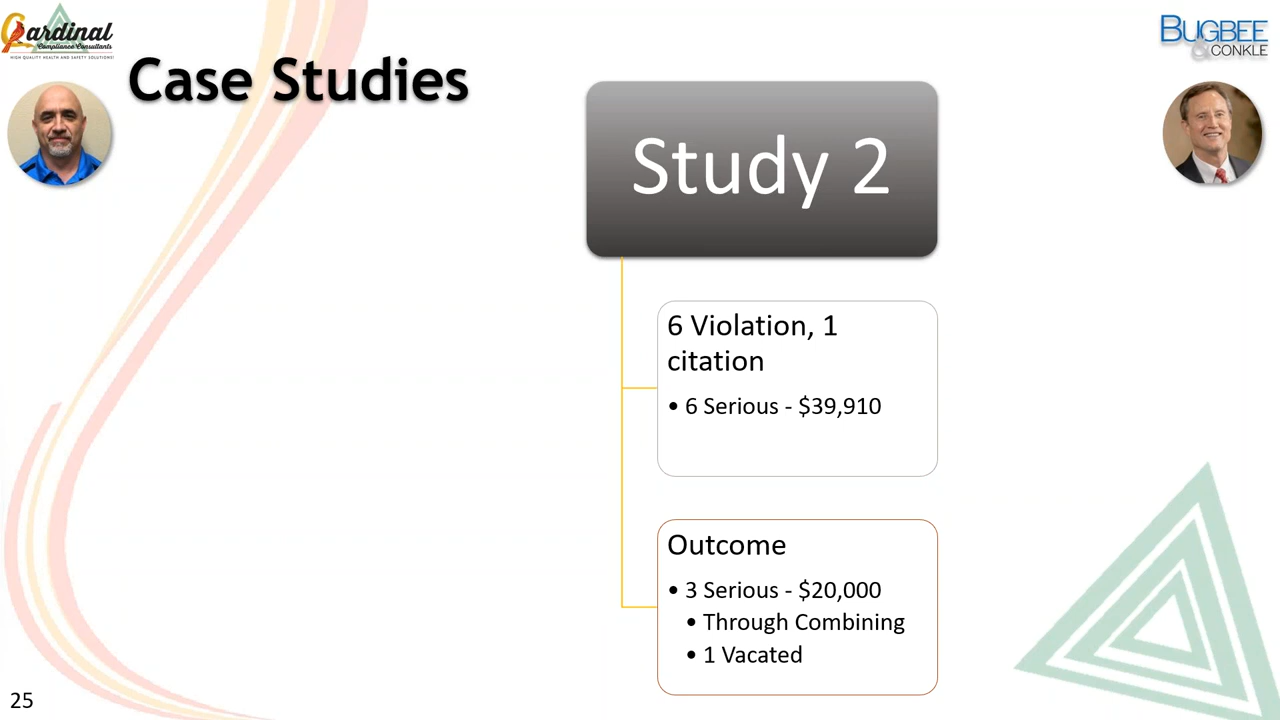 Cardinal
Compliance Consultants
HIGH QUALITY HEALTH AND SAFETY SOLUTIONS!
BUGBEE
& CONKLE
Case Studies
Study 2
6 Violation, 1
citation
• 6 Serious - $39,910
Outcome
• 3 Serious - $20,000
• Through Combining
• 1 Vacated
25